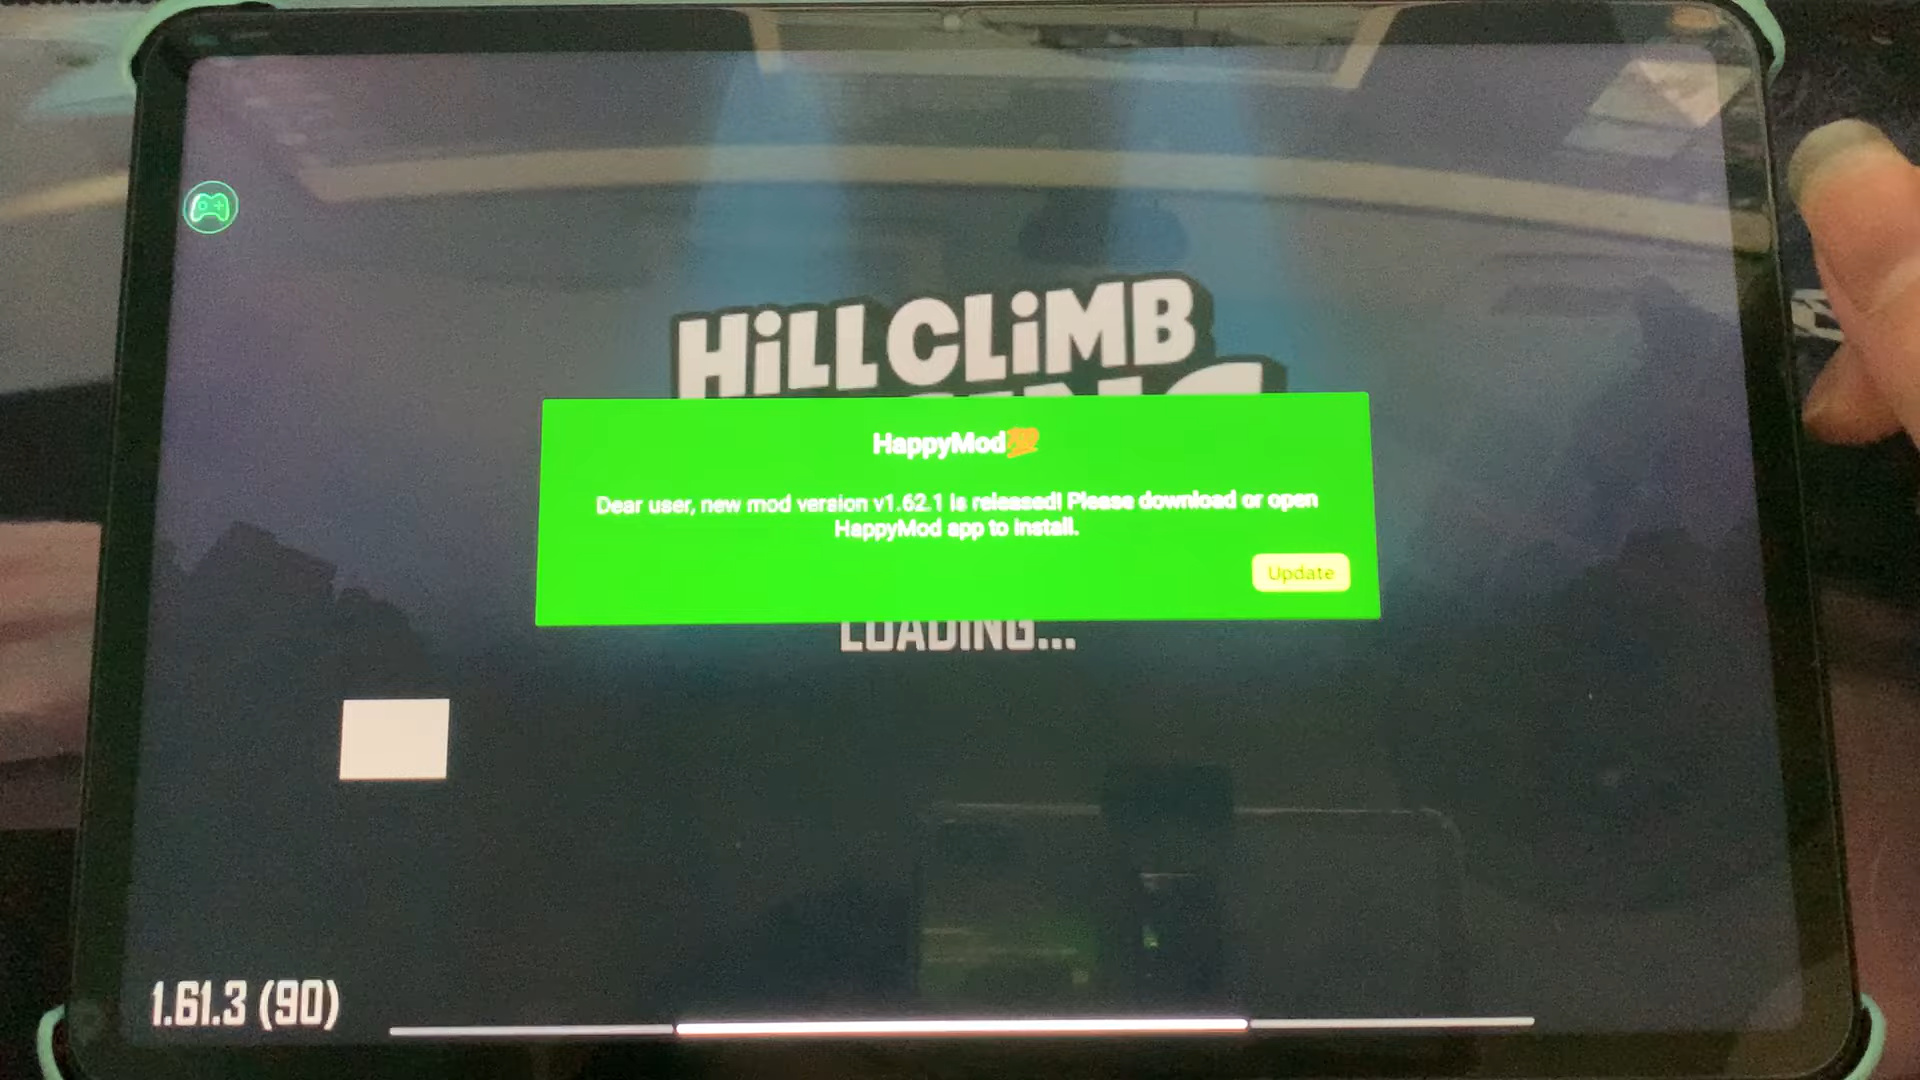 HiLL CLiMB
HappyMod💯
Dear user, new mod version v1.62.1 is released! Please download or open
HappyMod app to install.
Update
LOADING...
1.61.3 (90)